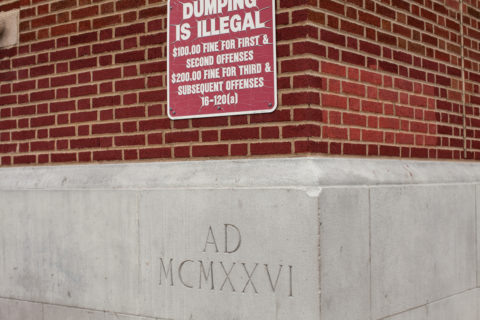 DUMPING
IS ILLEGAL
$100.00 FINE FOR FIRST &
SECOND OFFENSES
$200.00 FINE FOR THIRD &
SUBSEQUENT OFFENSES
16-120(a)
AD
MCMXXVI